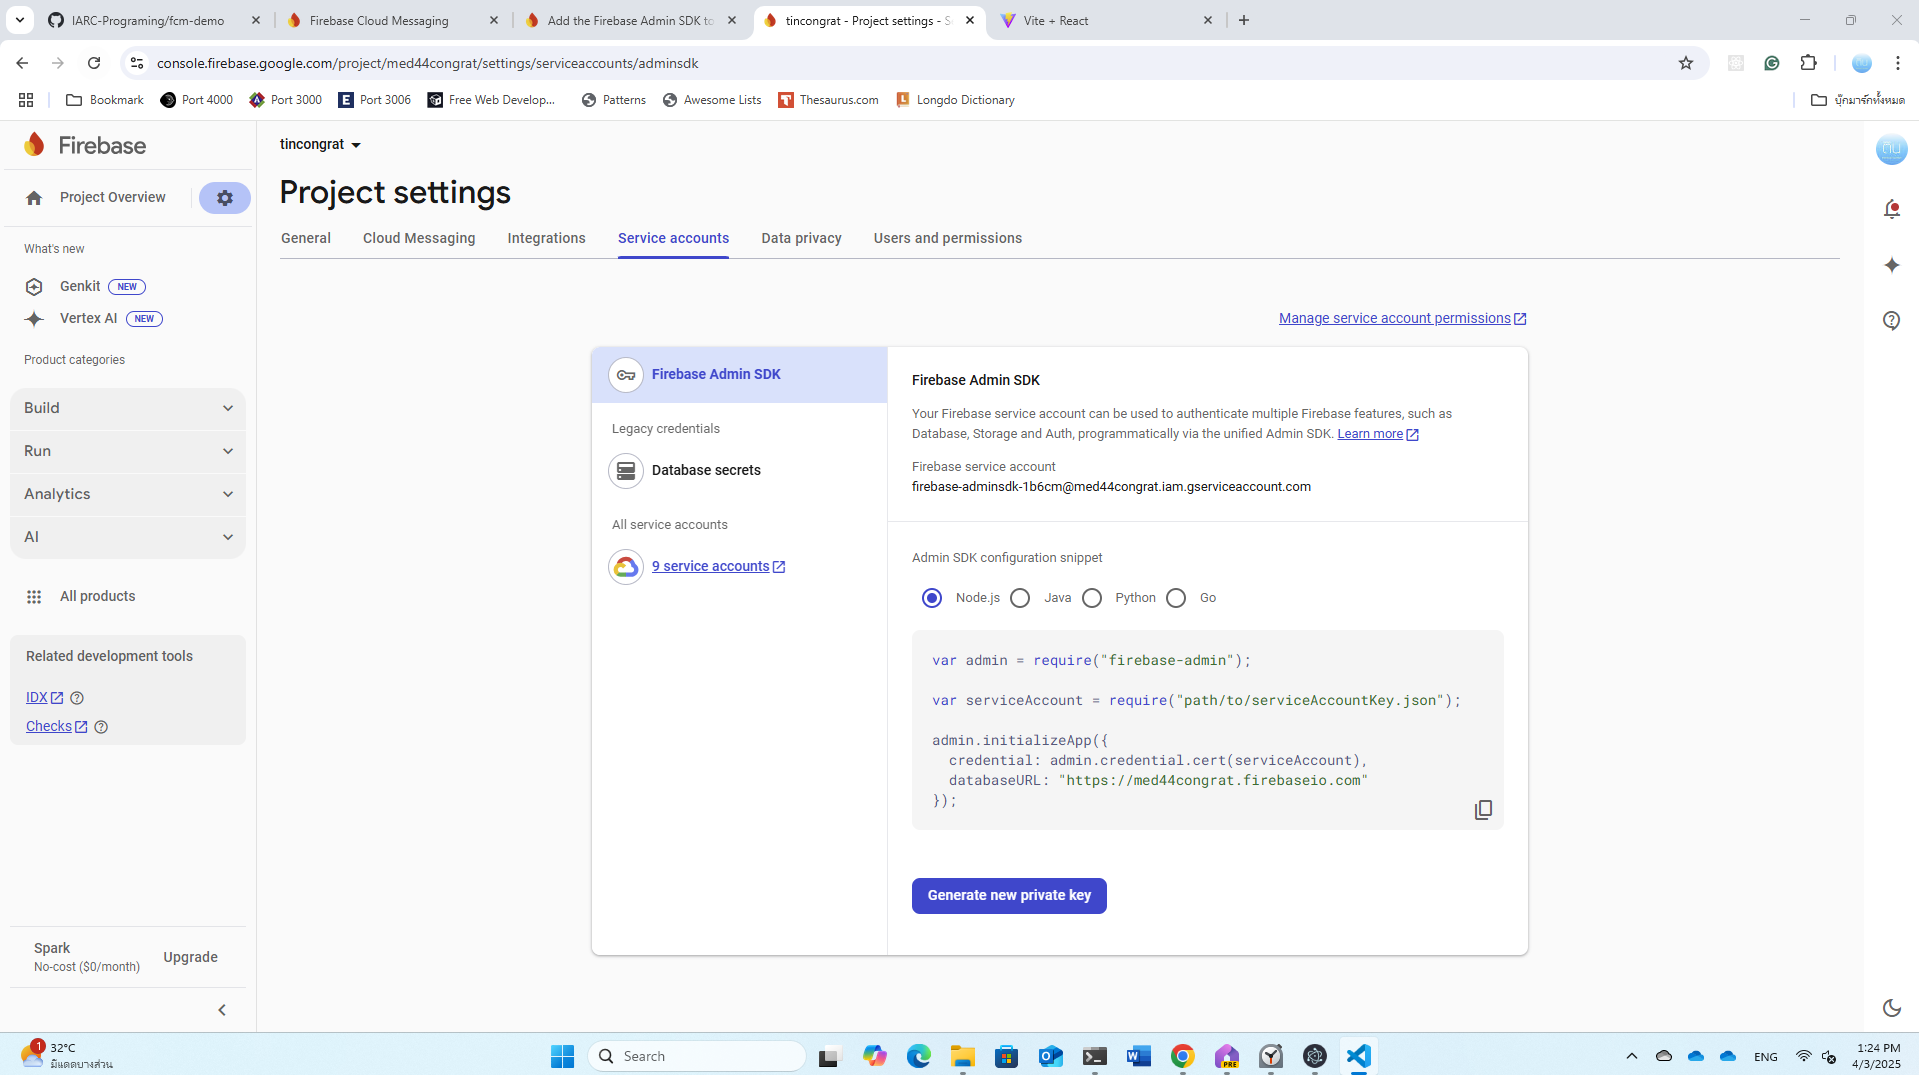 IARC-Programing/fcm-demo
Firebase Cloud Messaging
Add the Firebase Admin SDK to
tincongrat - Project settings - S
Vite + React
console.firebase.google.com/project/med44congrat/settings/serviceaccounts/adminsdk
Bookmark
Port 4000
Port 3000
Port 3006
Free Web Develop...
Patterns
Awesome Lists
Thesaurus.com
Longdo Dictionary
บุ๊กมาร์กทั้งหมด
Firebase
tincongrat
ติน
Project settings
Project Overview
General
Cloud Messaging
Integrations
Service accounts
Data privacy
Users and permissions
What's new
Genkit NEW
Vertex AI NEW
Product categories
Build
Run
Analytics
AI
All products
Related development tools
IDX
Checks
Spark
No-cost ($0/month)
Upgrade
Manage service account permissions
Firebase Admin SDK
Legacy credentials
Database secrets
All service accounts
9 service accounts
Firebase Admin SDK
Your Firebase service account can be used to authenticate multiple Firebase features, such as
Database, Storage and Auth, programmatically via the unified Admin SDK. Learn more
Firebase service account
firebase-adminsdk-1b6cm@med44congrat.iam.gserviceaccount.com
Admin SDK configuration snippet
Node.js
Java
Python
Go
var admin = require("firebase-admin");
var serviceAccount = require("path/to/serviceAccountKey.json");
admin.initializeApp({
credential: admin.credential.cert(serviceAccount),
databaseURL: "https://med44congrat.firebaseio.com"
});
Generate new private key
1
32°C
มีแดดบางส่วน
Search
PRE
ENG
1:24 PM
4/3/2025